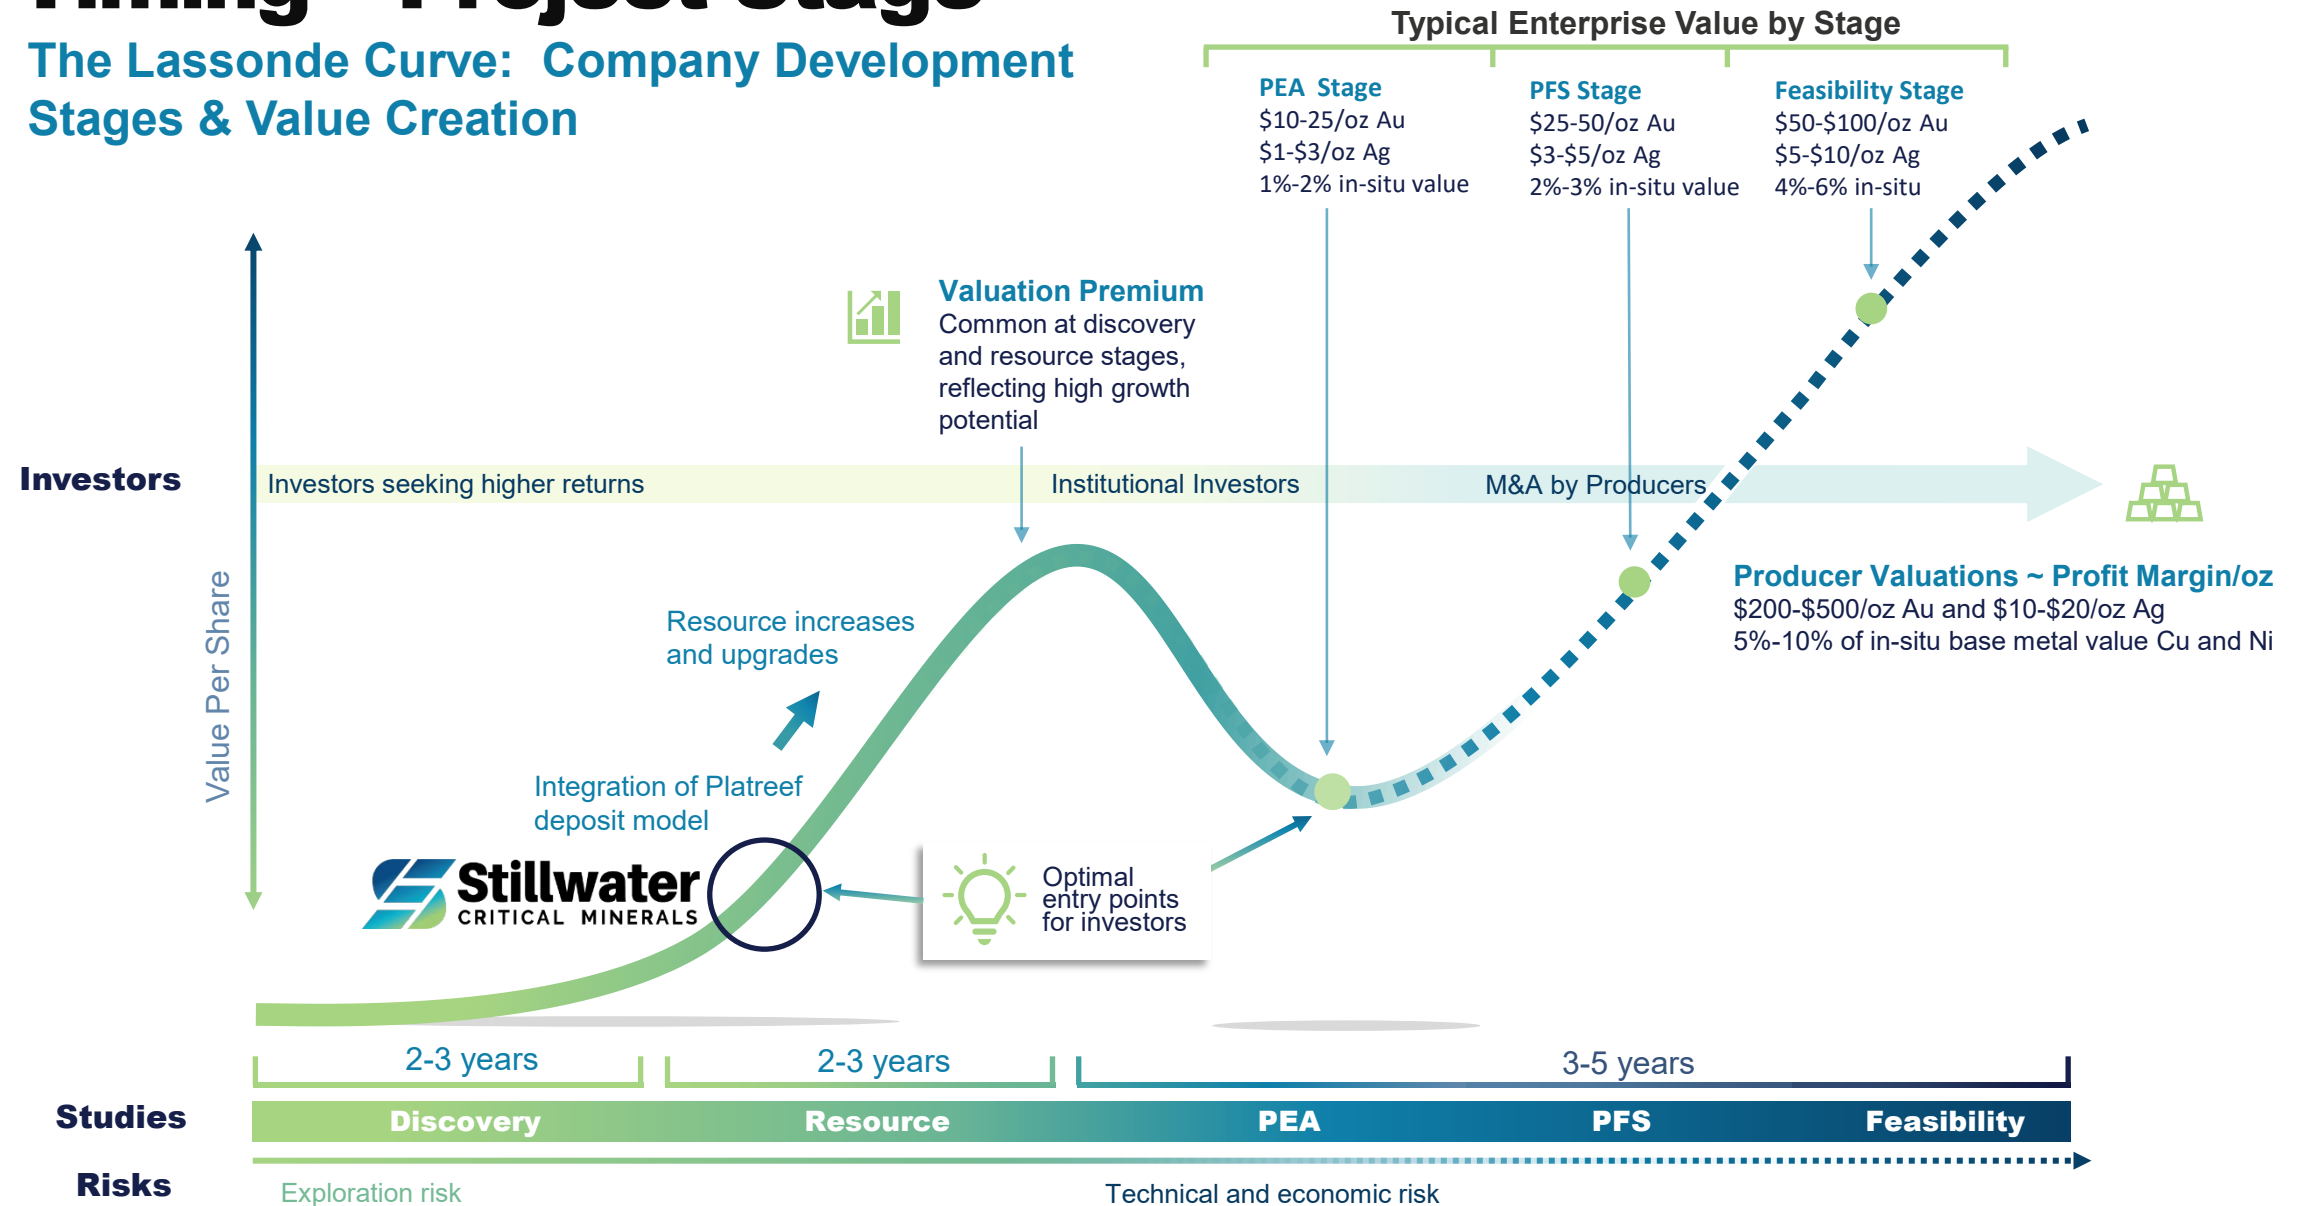 Timing - Project Stage
The Lassonde Curve:  Company Development
Stages & Value Creation
Typical Enterprise Value by Stage
PEA  Stage
$10-25/oz Au
$1-$3/oz Ag
1%-2% in-situ value
PFS Stage
$25-50/oz Au
$3-$5/oz Ag
2%-3% in-situ value
Feasibility Stage
$50-$100/oz Au
$5-$10/oz Ag
4%-6% in-situ
Valuation Premium
Common at discovery
and resource stages,
reflecting high growth
potential
Investors
Investors seeking higher returns
Institutional Investors
M&A by Producers
Producer Valuations ~ Profit Margin/oz
$200-$500/oz Au and $10-$20/oz Ag
5%-10% of in-situ base metal value Cu and Ni
Value Per Share
Resource increases
and upgrades
Integration of Platreef
deposit model
Stillwater
CRITICAL MINERALS
Optimal
entry points
for investors
2-3 years
2-3 years
3-5 years
Studies
Discovery
Resource
PEA
PFS
Feasibility
Risks
Exploration risk
Technical and economic risk